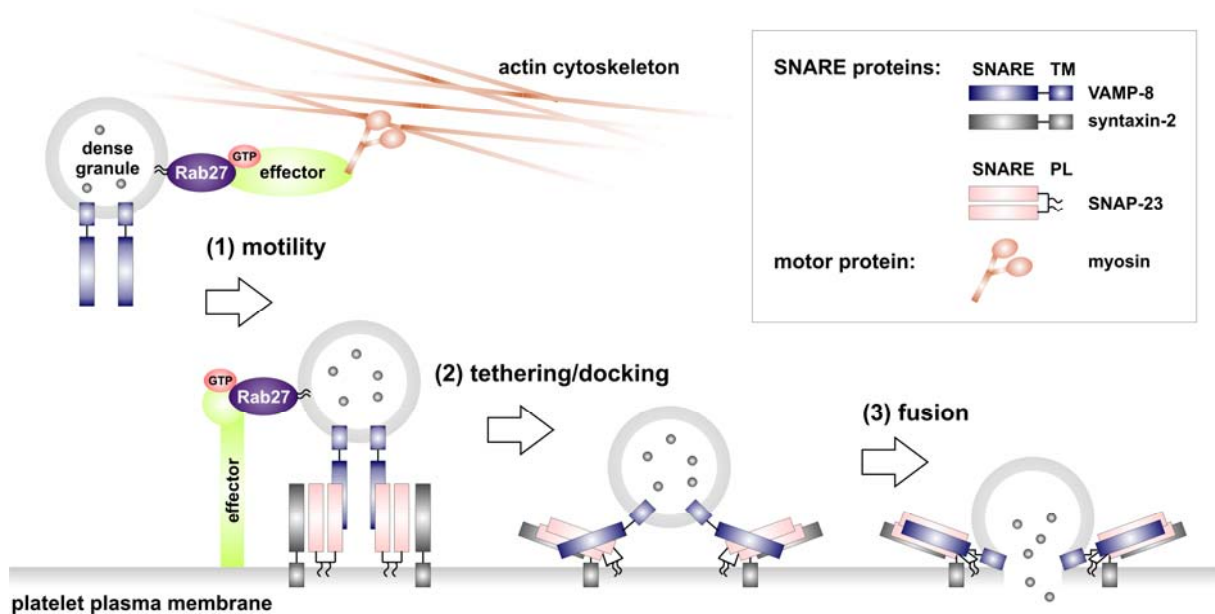 actin cytoskeleton
dense
granule
Rab27
GTP
effector
(1) motility
SNARE proteins:
SNARE TM
VAMP-8
syntaxin-2
SNARE PL
SNAP-23
motor protein:
myosin
GTP
Rab27
effector
(2) tethering/docking
(3) fusion
platelet plasma membrane